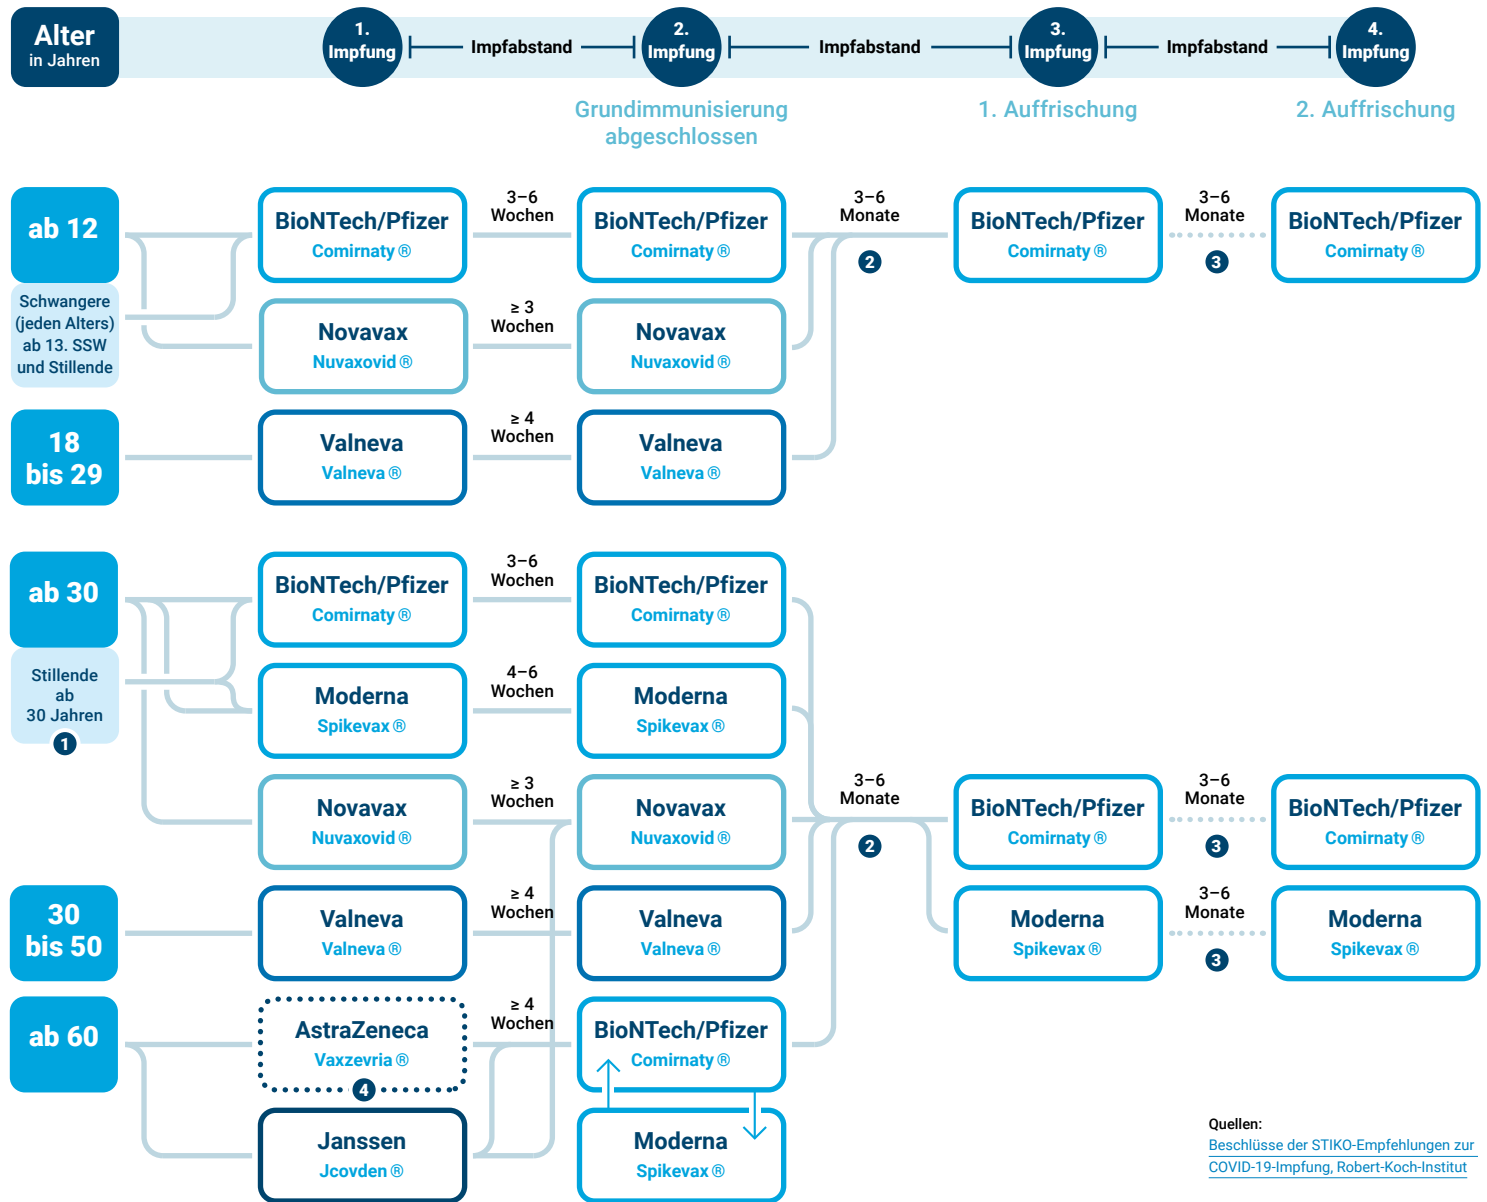 Alter
in Jahren
1.
Impfung
Impfabstand
2.
Impfung
Impfabstand
3.
Impfung
Impfabstand
4.
Impfung
Grundimmunisierung
abgeschlossen
1. Auffrischung
2. Auffrischung
ab 12
Schwangere
(jeden Alters)
ab 13. SSW
und Stillende
BioNTech/Pfizer
Comirnaty ®
3–6
Wochen
BioNTech/Pfizer
Comirnaty ®
3–6
Monate
2
BioNTech/Pfizer
Comirnaty ®
3–6
Monate
3
BioNTech/Pfizer
Comirnaty ®
Novavax
Nuvaxovid ®
≥ 3
Wochen
Novavax
Nuvaxovid ®
18
bis 29
Valneva
Valneva ®
≥ 4
Wochen
Valneva
Valneva ®
ab 30
Stillende
ab
30 Jahren
1
BioNTech/Pfizer
Comirnaty ®
3–6
Wochen
BioNTech/Pfizer
Comirnaty ®
Moderna
Spikevax ®
4–6
Wochen
Moderna
Spikevax ®
Novavax
Nuvaxovid ®
≥ 3
Wochen
Novavax
Nuvaxovid ®
3–6
Monate
2
BioNTech/Pfizer
Comirnaty ®
3–6
Monate
3
BioNTech/Pfizer
Comirnaty ®
30
bis 50
Valneva
Valneva ®
≥ 4
Wochen
Valneva
Valneva ®
Moderna
Spikevax ®
3–6
Monate
3
Moderna
Spikevax ®
ab 60
AstraZeneca
Vaxzevria ®
4
≥ 4
Wochen
BioNTech/Pfizer
Comirnaty ®
Janssen
Jcovden ®
Moderna
Spikevax ®
Quellen:
Beschlüsse der STIKO-Empfehlungen zur
COVID-19-Impfung, Robert-Koch-Institut